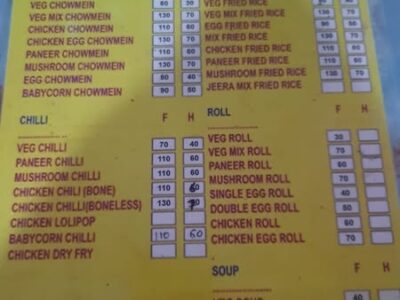 VEG CHOWMEIN 60 50
VEG MIX CHOWMEIN 130 70
CHICKEN CHOWMEIN 110 60
CHICKEN EGG CHOWMEIN 130 70
PANEER CHOWMEIN 110 60
MUSHROOM CHOWMEIN 130 70
EGG CHOWMEIN 80 50
BABYCORN CHOWMEIN 90 60
VEG FRIED RICE
VEG MIX FRIED RICE 130 70
EGG FRIED RICE 90 50
MIX FRIED RICE 130 70
CHICKEN FRIED RICE 110 60
PANEER FRIED RICE 110 60
MUSHROOM FRIED RICE 130 70
JEERA MIX FRIED RICE
CHILLI F H
VEG CHILLI 70 40
PANEER CHILLI 110 60
MUSHROOM CHILLI 110 60
CHICKEN CHILI (BONE) 110
CHICKEN CHILLI(BONELESS) 130
CHICKEN LOLIPOP
BABYCORN CHILLI 110 60
CHICKEN DRY FRY
ROLL F H
VEG ROLL 30
VEG MIX ROLL 70
PANEER ROLL 60
MUSHROOM ROLL 70
SINGLE EGG ROLL 40
DOUBLE EGG ROLL 50
CHICKEN ROLL 60
CHICKEN EGG ROLL 70
SOUP F H